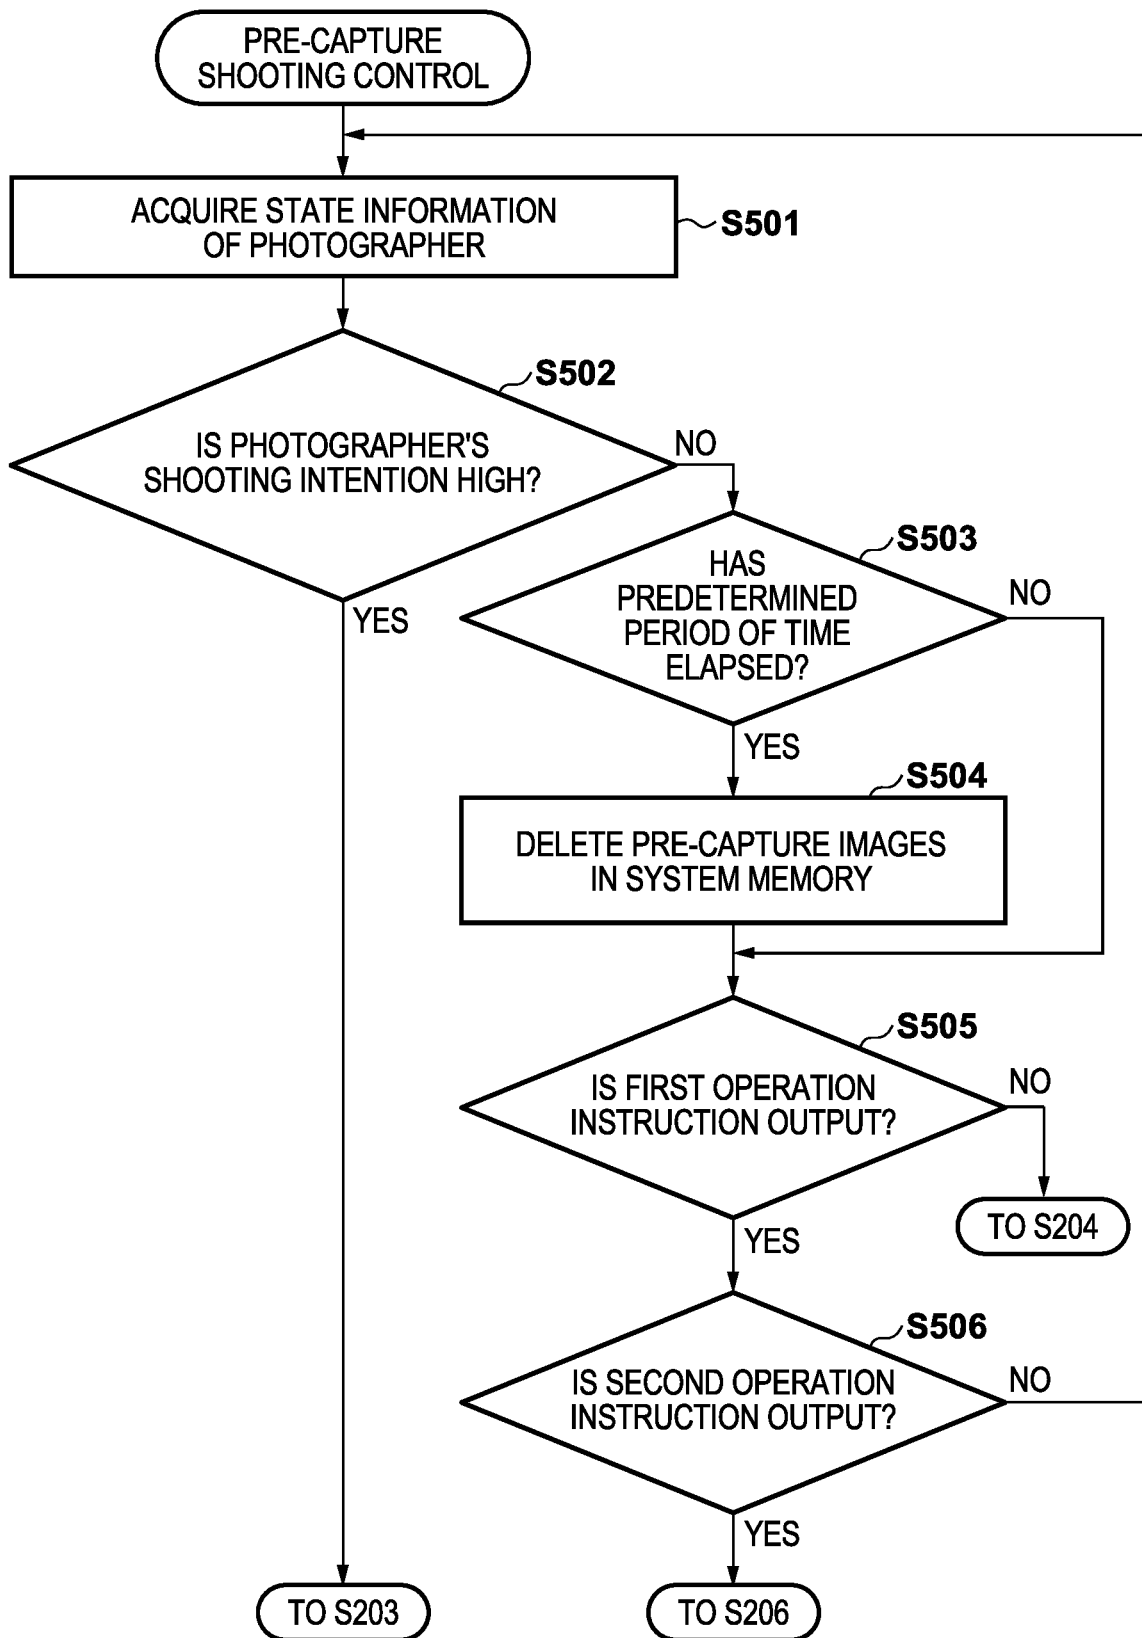 PRE-CAPTURE
SHOOTING CONTROL
ACQUIRE STATE INFORMATION
OF PHOTOGRAPHER
S501
S502
IS PHOTOGRAPHER'S
SHOOTING INTENTION HIGH?
NO
YES
S503
HAS
PREDETERMINED
PERIOD OF TIME
ELAPSED?
NO
YES
S504
DELETE PRE-CAPTURE IMAGES
IN SYSTEM MEMORY
S505
IS FIRST OPERATION
INSTRUCTION OUTPUT?
NO
TO S204
YES
S506
IS SECOND OPERATION
INSTRUCTION OUTPUT?
NO
YES
TO S203
TO S206